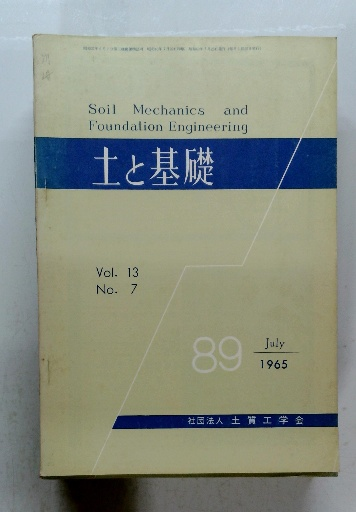 Soil Mechanics and
Foundation Engineering
土と基礎
Vol. 13
No. 7
89
July
1965
社団法人 土質工学会